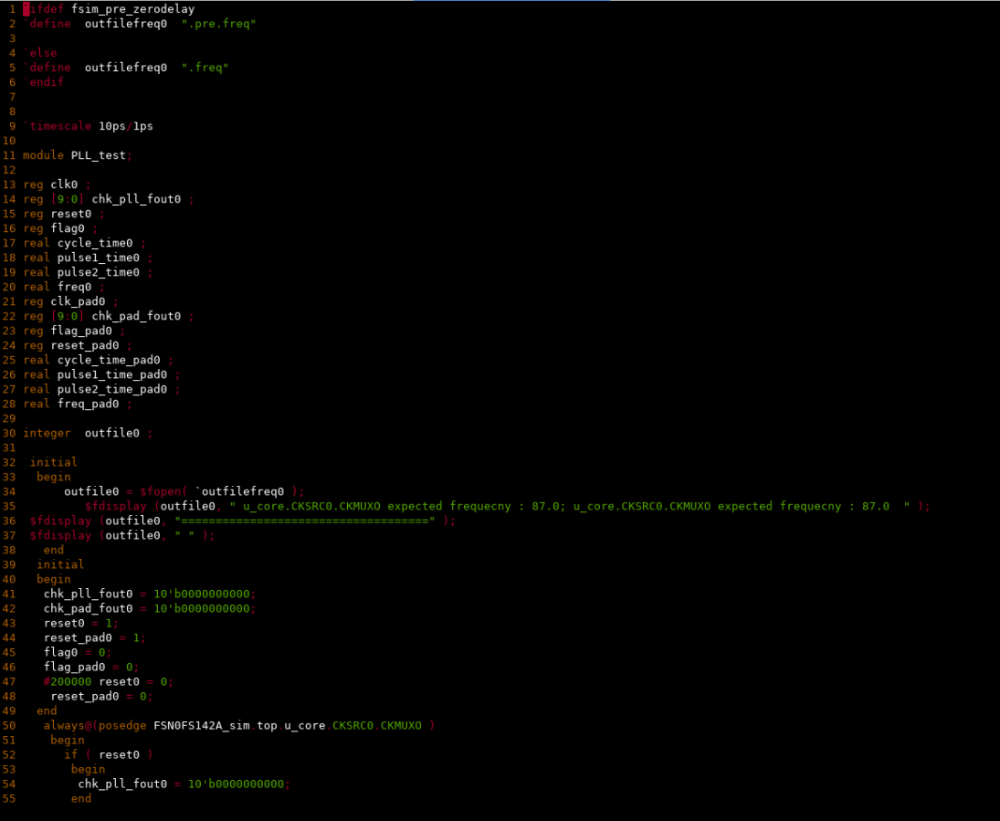 1 `ifdef fsim_pre_zerodelay
2 `define  outfilefreq0  ".pre.freq"
3
4 `else
5 `define  outfilefreq0  ".freq"
6 `endif
7
8
9 `timescale 10ps/1ps
10
11 module PLL_test;
12
13 reg clk0 ;
14 reg [9:0] chk_pll_fout0 ;
15 reg reset0 ;
16 reg flag0 ;
17 real cycle_time0 ;
18 real pulse1_time0 ;
19 real pulse2_time0 ;
20 real freq0 ;
21 reg clk_pad0 ;
22 reg [9:0] chk_pad_fout0 ;
23 reg flag_pad0 ;
24 reg reset_pad0 ;
25 real cycle_time_pad0 ;
26 real pulse1_time_pad0 ;
27 real pulse2_time_pad0 ;
28 real freq_pad0 ;
29
30 integer  outfile0 ;
31
32  initial
33   begin
34       outfile0 = $fopen( `outfilefreq0 );
35          $fdisplay (outfile0, " u_core.CKSRC0.CKMUXO expected frequecny : 87.0; u_core.CKSRC0.CKMUXO expected frequecny : 87.0  " );
36  $fdisplay (outfile0, "====================================" );
37  $fdisplay (outfile0, " " );
38    end
39   initial
40   begin
41    chk_pll_fout0 = 10'b0000000000;
42    chk_pad_fout0 = 10'b0000000000;
43    reset0 = 1;
44    reset_pad0 = 1;
45    flag0 = 0;
46    flag_pad0 = 0;
47    #200000 reset0 = 0;
48     reset_pad0 = 0;
49   end
50    always@(posedge FSN0FS142A_sim.top.u_core.CKSRC0.CKMUXO )
51     begin
52       if ( reset0 )
53        begin
54         chk_pll_fout0 = 10'b0000000000;
55        end